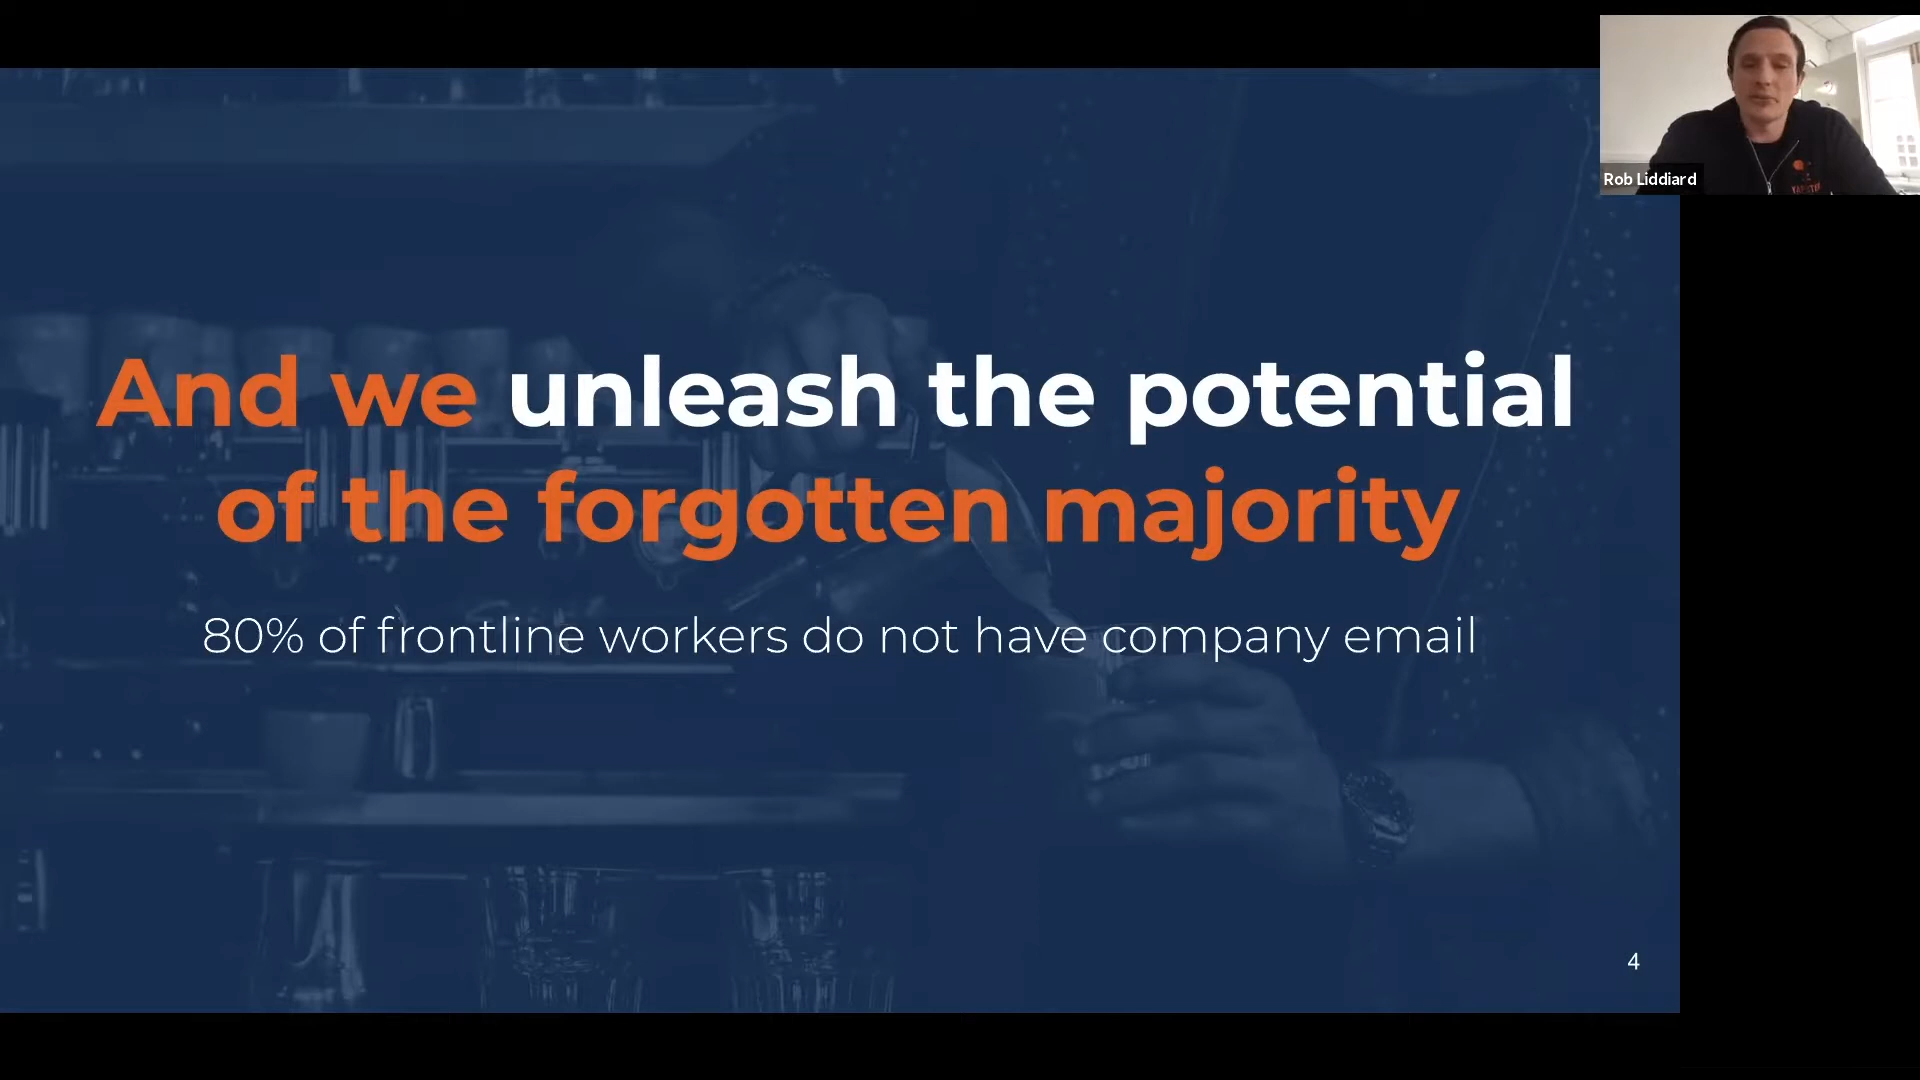 Rob Liddiard
And we unleash the potential
of the forgotten majority
80% of frontline workers do not have company email
4